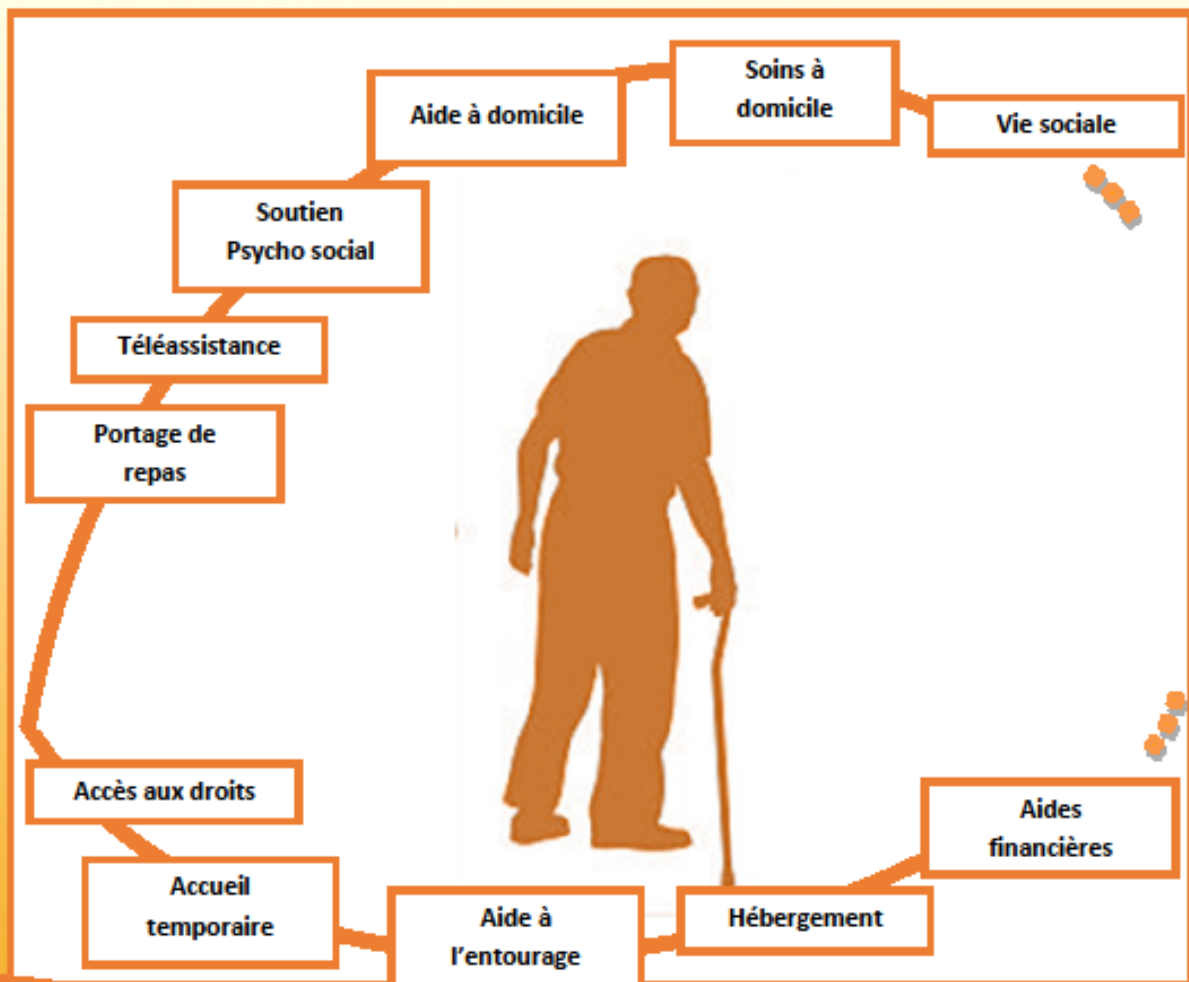 Soins à
domicile
Aide à domicile
Vie sociale
Soutien
Psycho social
Téléassistance
Portage de
repas
Accès aux droits
Aides
financières
Accueil
temporaire
Aide à
l'entourage
Hébergement